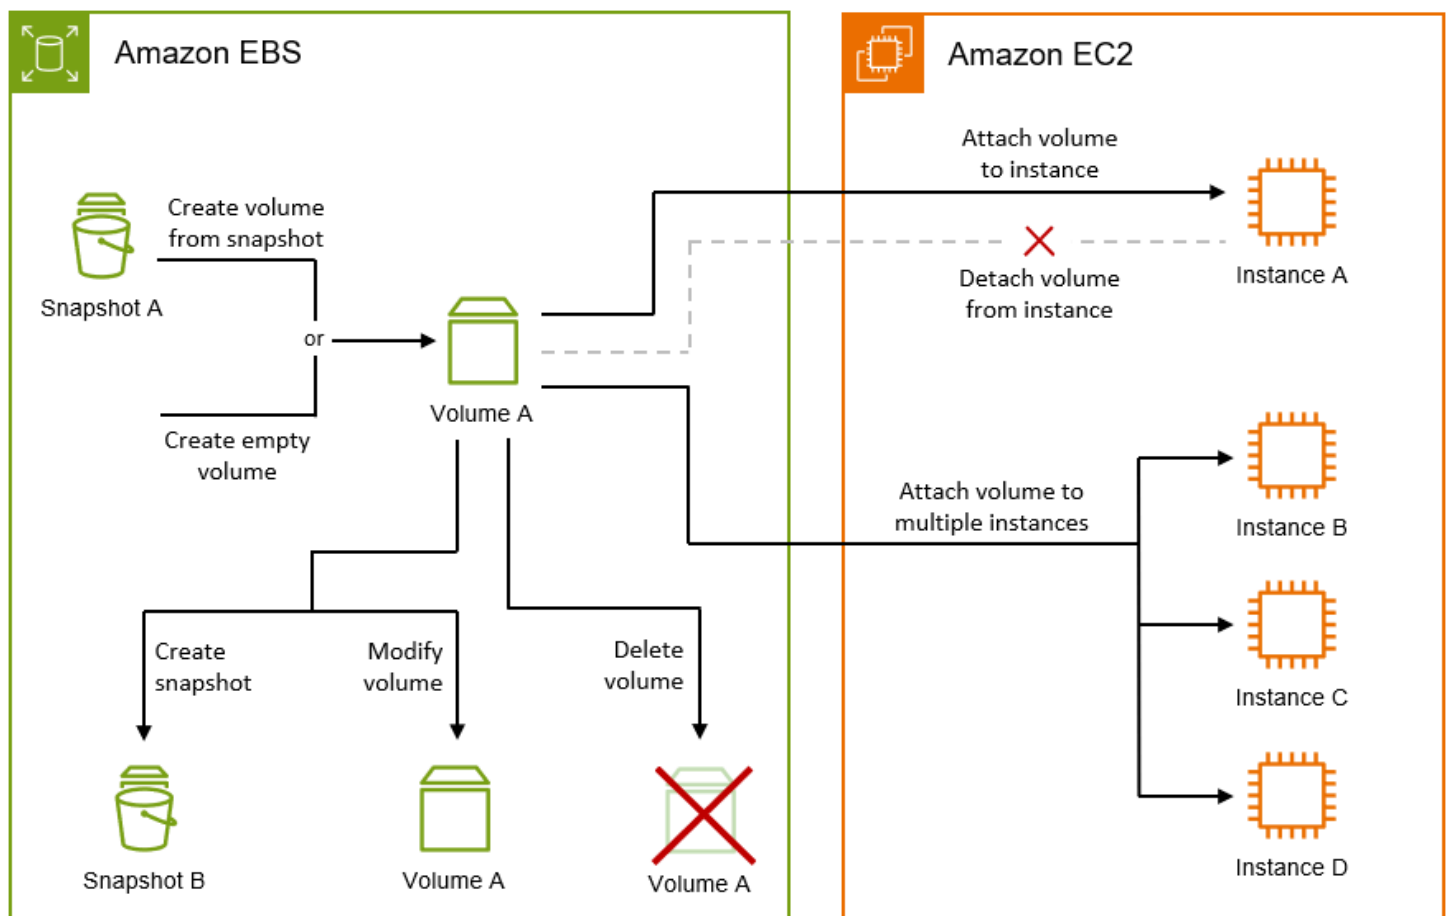 Amazon EBS
Amazon EC2
Attach volume
to instance
Create volume
from snapshot
Detach volume
from instance
Instance A
Snapshot A
or
Volume A
Create empty
volume
Attach volume to
multiple instances
Instance B
Create
snapshot
Modify
volume
Delete
volume
Instance C
Snapshot B
Volume A
Volume A
Instance D